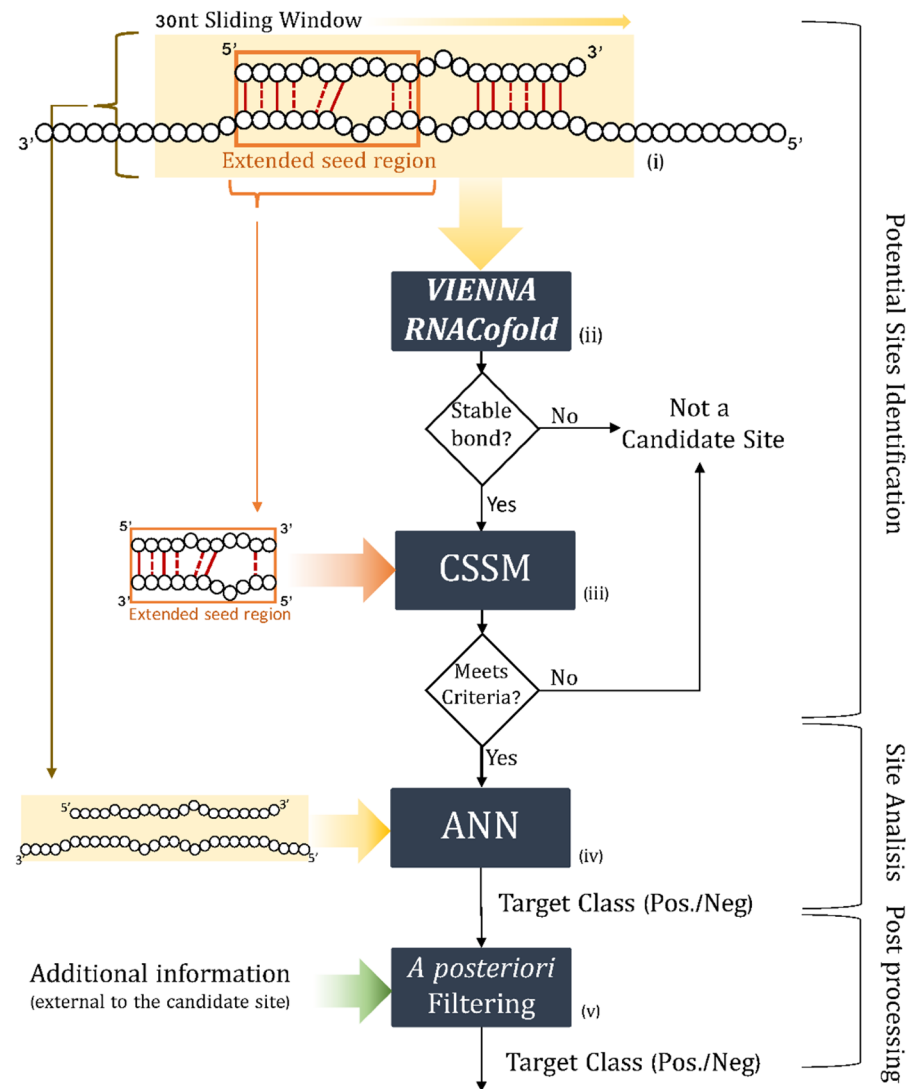 30nt Sliding Window
5’
3’
3’
5’
Extended seed region
(i)
VIENNA
RNACofold
(ii)
Stable
bond?
No
Not a
Candidate Site
Yes
5’
3’
CSSM
(iii)
3’
5’
Extended seed region
Meets
Criteria?
No
Yes
5’
3’
ANN
3’
5’
(iv)
Target Class (Pos./Neg)
Additional information
(external to the candidate site)
A posteriori
Filtering
(v)
Target Class (Pos./Neg)
Potential Sites Identification
Site Analisis
Post processing